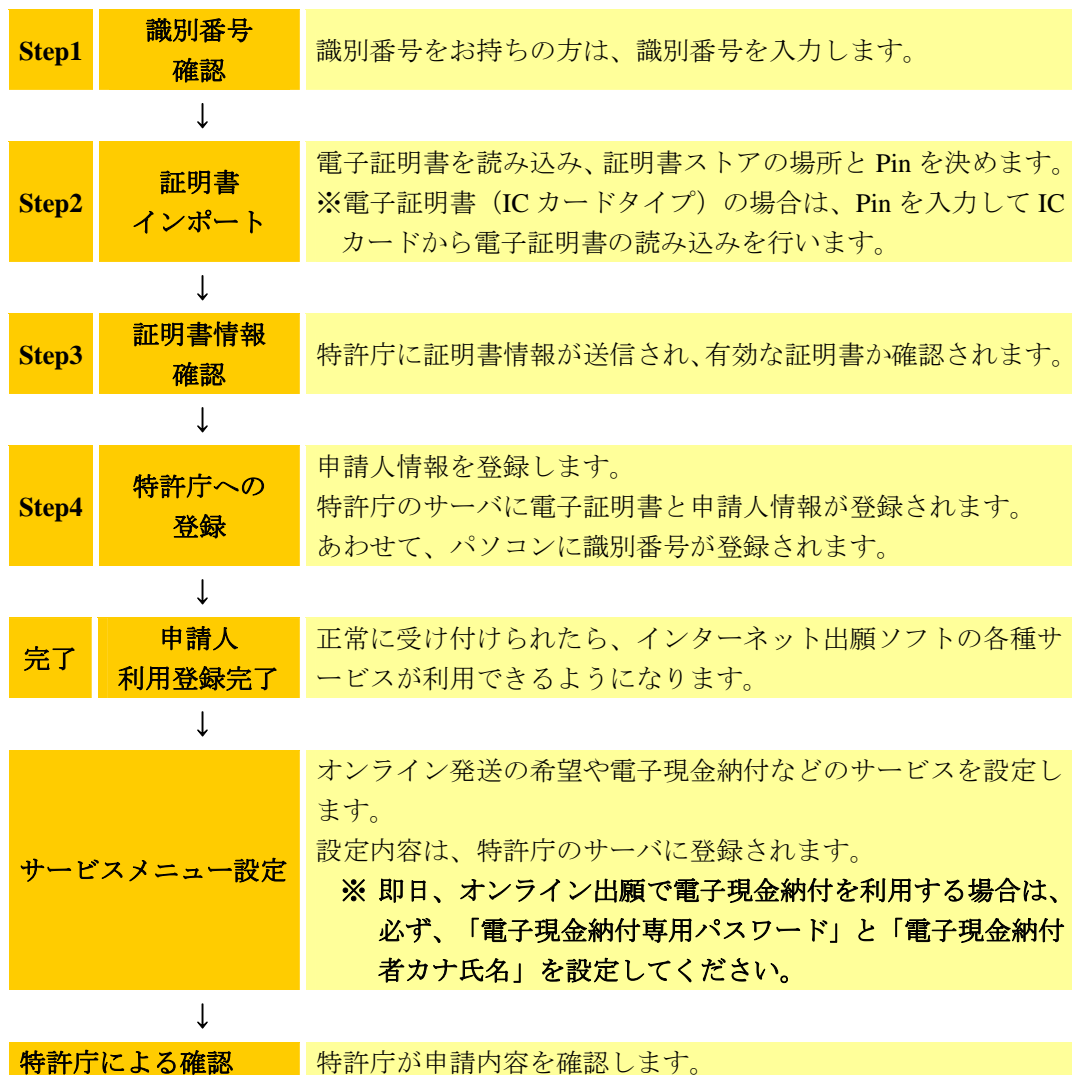 Step1
識別番号
確認
識別番号をお持ちの方は、識別番号を入力します。
↓
Step2
証明書
インポート
電子証明書を読み込み、証明書ストアの場所と Pin を決めます。
※電子証明書（IC カードタイプ）の場合は、Pin を入力して IC
カードから電子証明書の読み込みを行います。
↓
Step3
証明書情報
確認
特許庁に証明書情報が送信され、有効な証明書か確認されます。
↓
Step4
特許庁への
登録
申請人情報を登録します。
特許庁のサーバに電子証明書と申請人情報が登録されます。
あわせて、パソコンに識別番号が登録されます。
↓
完了
申請人
利用登録完了
正常に受け付けられたら、インターネット出願ソフトの各種サ
ービスが利用できるようになります。
↓
サービスメニュー設定
オンライン発送の希望や電子現金納付などのサービスを設定し
ます。
設定内容は、特許庁のサーバに登録されます。
※ 即日、オンライン出願で電子現金納付を利用する場合は、
必ず、「電子現金納付専用パスワード」と「電子現金納付
者カナ氏名」を設定してください。
↓
特許庁による確認
特許庁が申請内容を確認します。